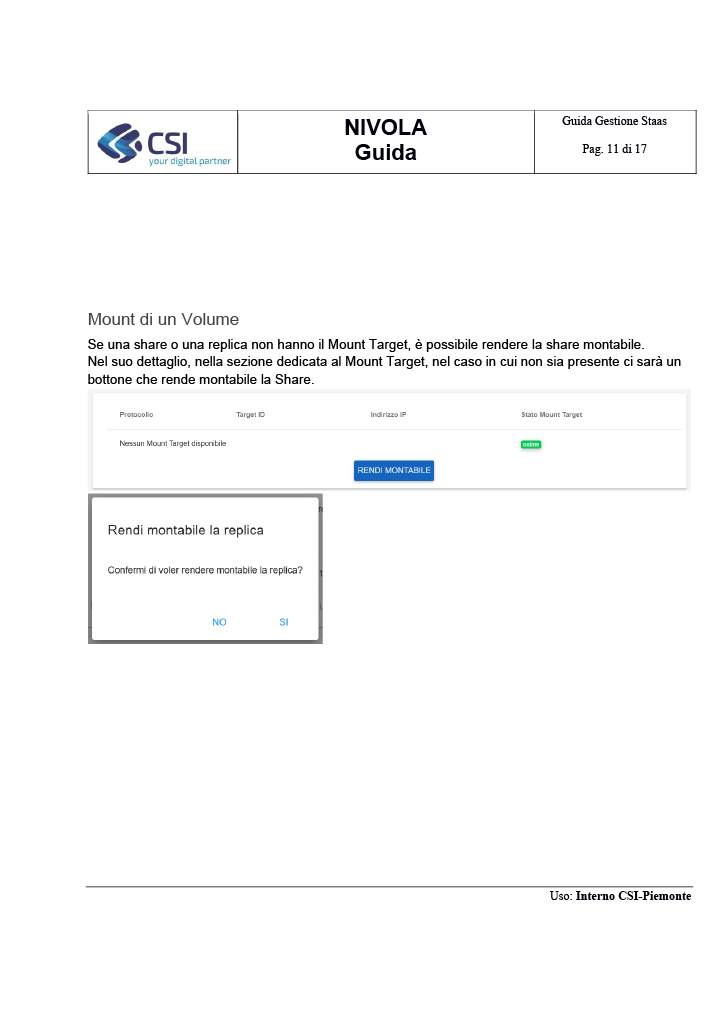 CSI
your digital partner
NIVOLA
Guida
Guida Gestione Staas
Pag. 11 di 17
Mount di un Volume
Se una share o una replica non hanno il Mount Target, è possibile rendere la share montabile.
Nel suo dettaglio, nella sezione dedicata al Mount Target, nel caso in cui non sia presente ci sarà un
bottone che rende montabile la Share.
Protocollo Target ID Indirizzo IP Stato Mount Target
Nessun Mount Target disponibile online
RENDI MONTABILE
Rendi montabile la replica
Confermi di voler rendere montabile la replica?
NO SI
Uso: Interno CSI-Piemonte